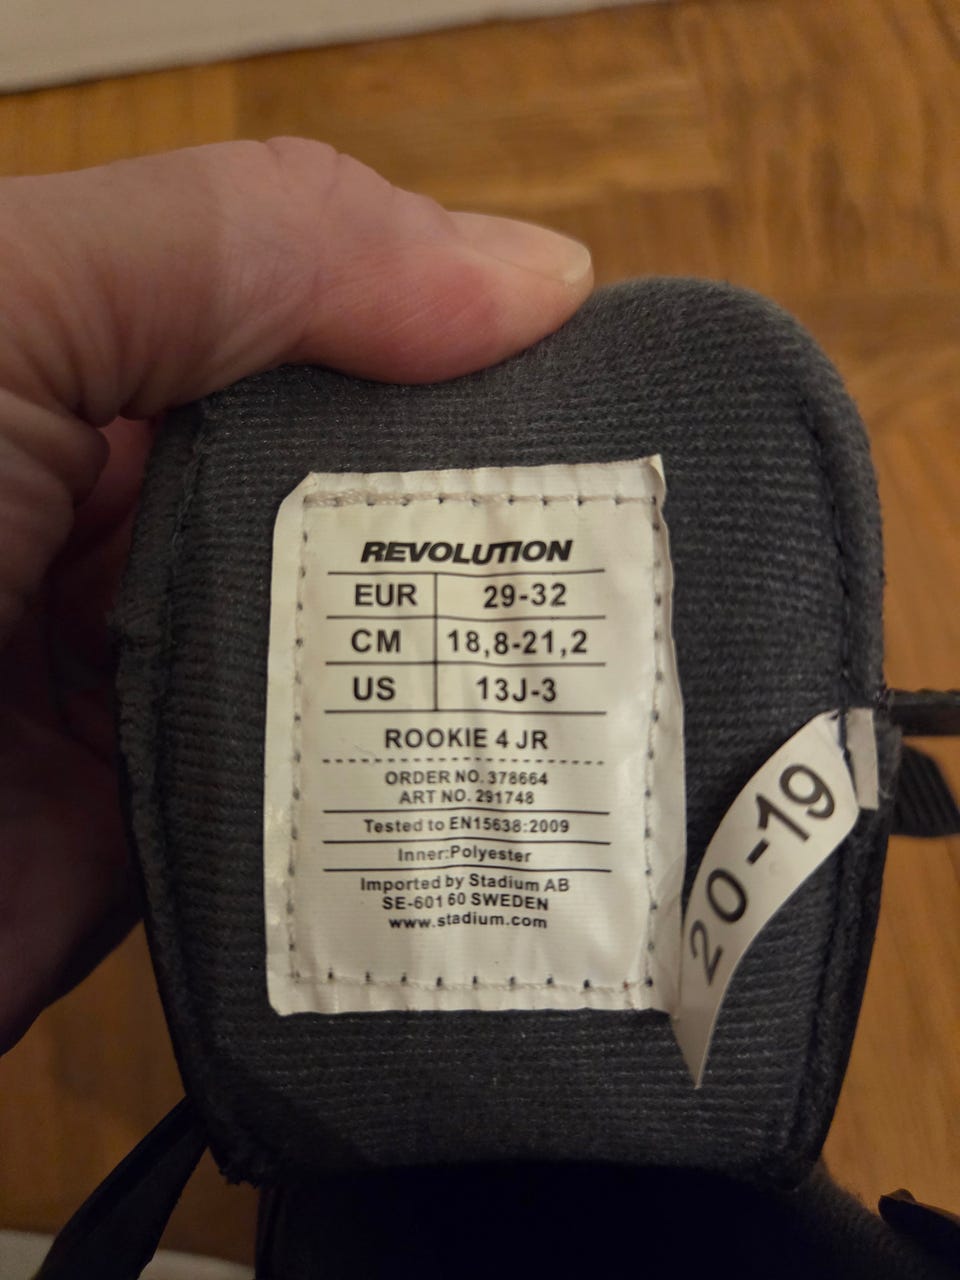 REVOLUTION
EUR 29-32
CM 18,8-21,2
US 13J-3
ROOKIE 4 JR
ORDER NO. 378664
ART NO. 291748
Tested to EN15638:2009
Inner:Polyester
Imported by Stadium AB
SE-601 60 SWEDEN
www.stadium.com
20-19